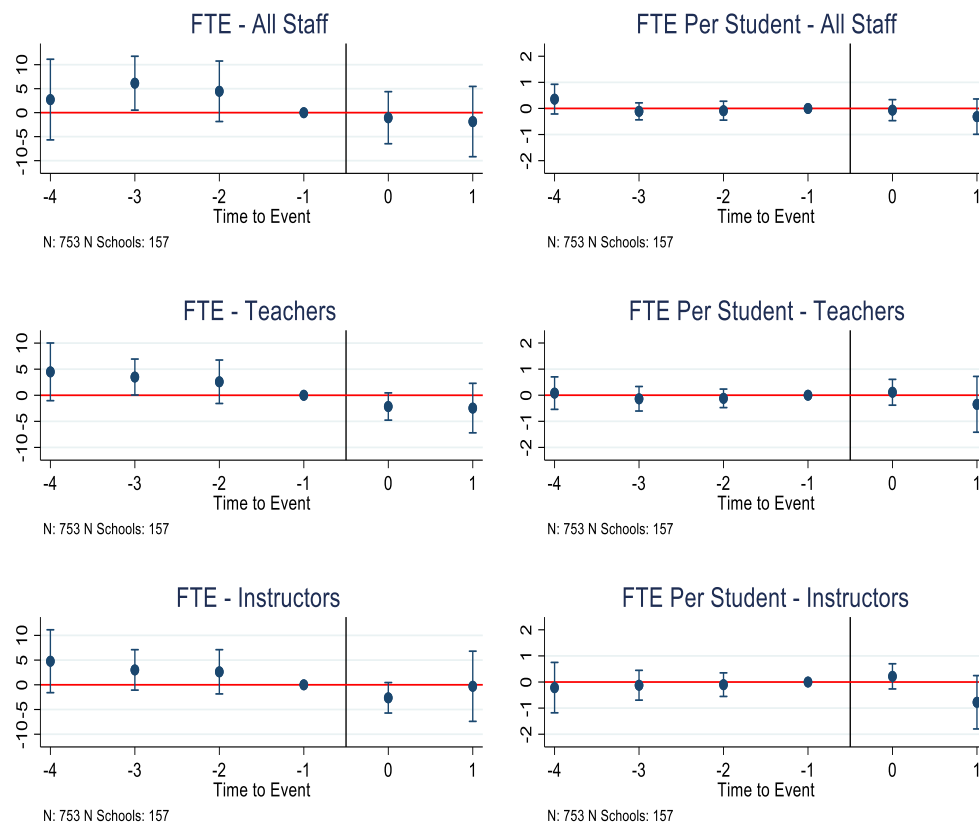 FTE - All Staff
10
5
0
-5
-10
-4 -3 -2 -1 0 1
Time to Event
N: 753 N Schools: 157
FTE Per Student - All Staff
2
1
0
-1
-2
-4 -3 -2 -1 0 1
Time to Event
N: 753 N Schools: 157
FTE - Teachers
10
5
0
-5
-10
-4 -3 -2 -1 0 1
Time to Event
N: 753 N Schools: 157
FTE Per Student - Teachers
2
1
0
-1
-2
-4 -3 -2 -1 0 1
Time to Event
N: 753 N Schools: 157
FTE - Instructors
10
5
0
-5
-10
-4 -3 -2 -1 0 1
Time to Event
N: 753 N Schools: 157
FTE Per Student - Instructors
2
1
0
-1
-2
-4 -3 -2 -1 0 1
Time to Event
N: 753 N Schools: 157